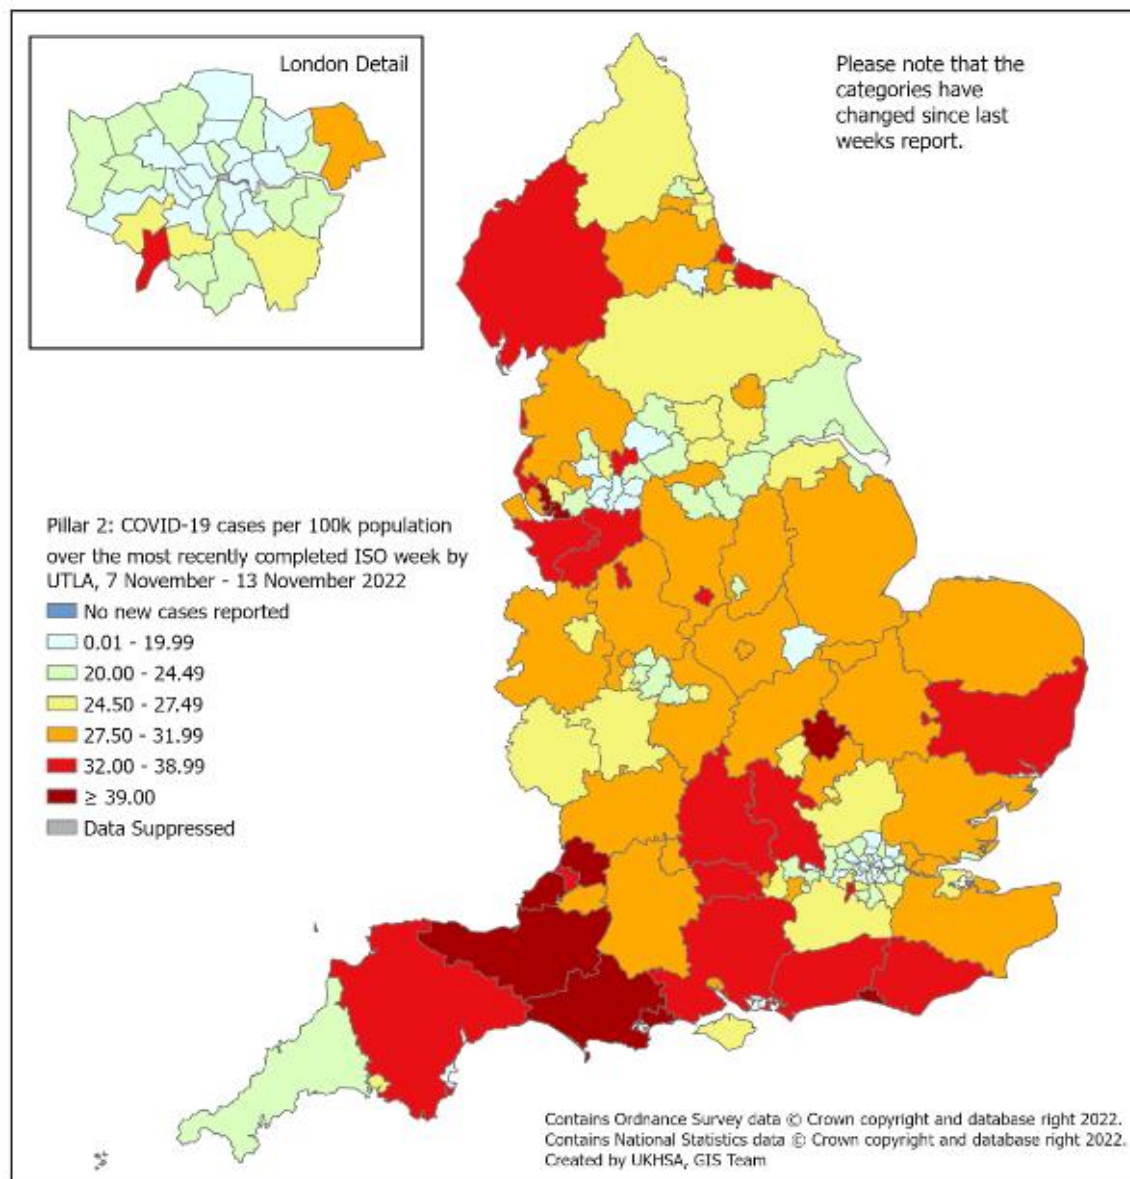 London Detail
Please note that the
categories have
changed since last
weeks report.
Pillar 2: COVID-19 cases per 100k population
over the most recently completed ISO week by
UTLA, 7 November - 13 November 2022
No new cases reported
0.01 - 19.99
20.00 - 24.49
24.50 - 27.49
27.50 - 31.99
32.00 - 38.99
≥ 39.00
Data Suppressed
Contains Ordnance Survey data © Crown copyright and database right 2022.
Contains National Statistics data © Crown copyright and database right 2022.
Created by UKHSA, GIS Team